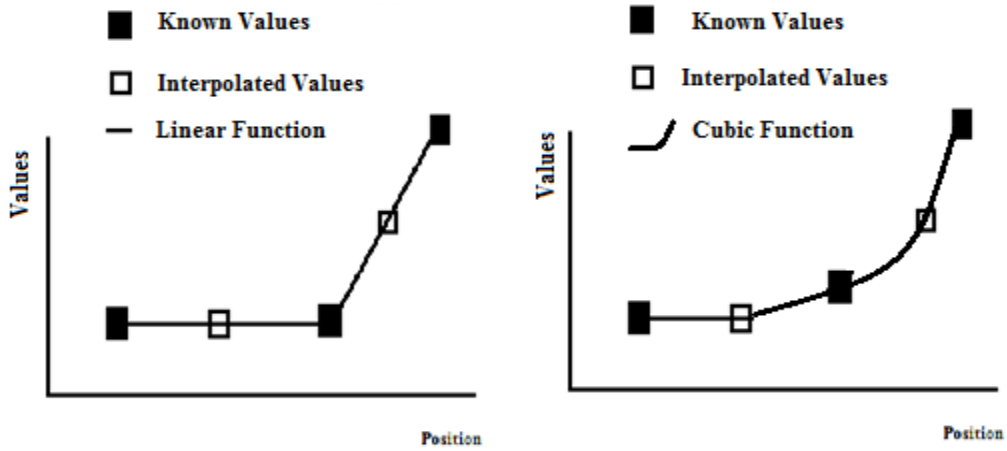 Known Values
Interpolated Values
Linear Function
Values
Position
Known Values
Interpolated Values
Cubic Function
Values
Position